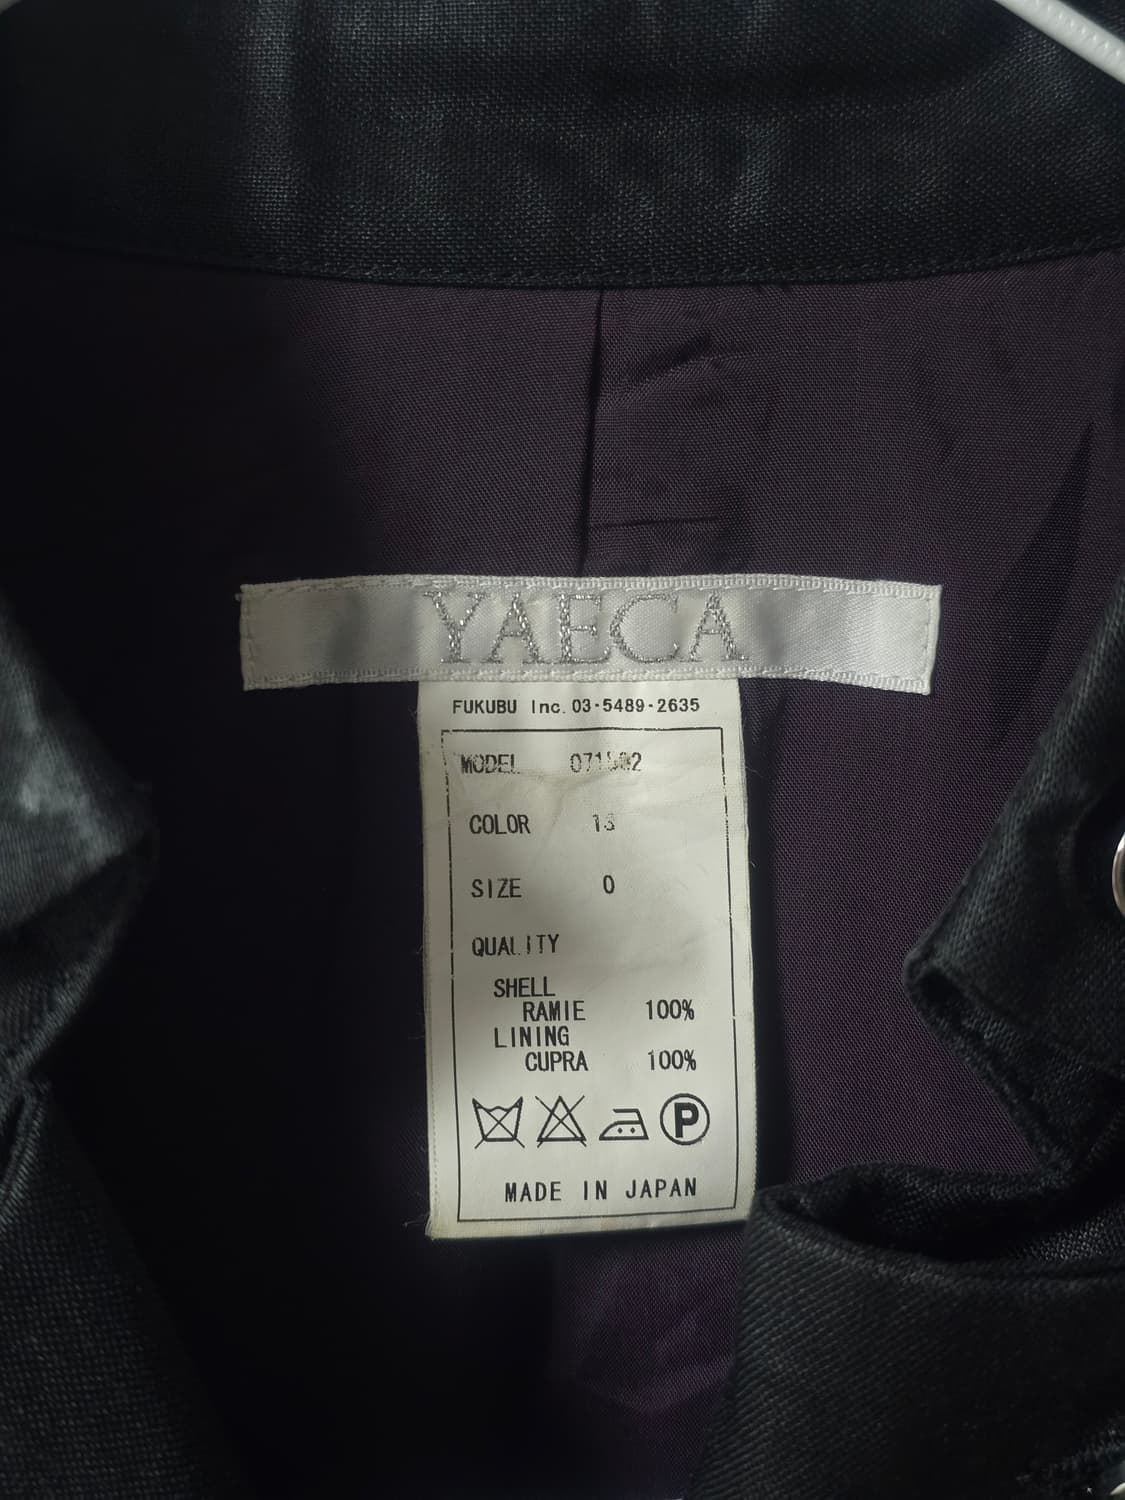 YAECA
FUKUBU Inc. 03-5489-2635
MODEL
COLOR
SIZE 0
QUALITY
SHELL
RAMIE 100%
LINING
CUPRA 100%
P
MADE IN JAPAN